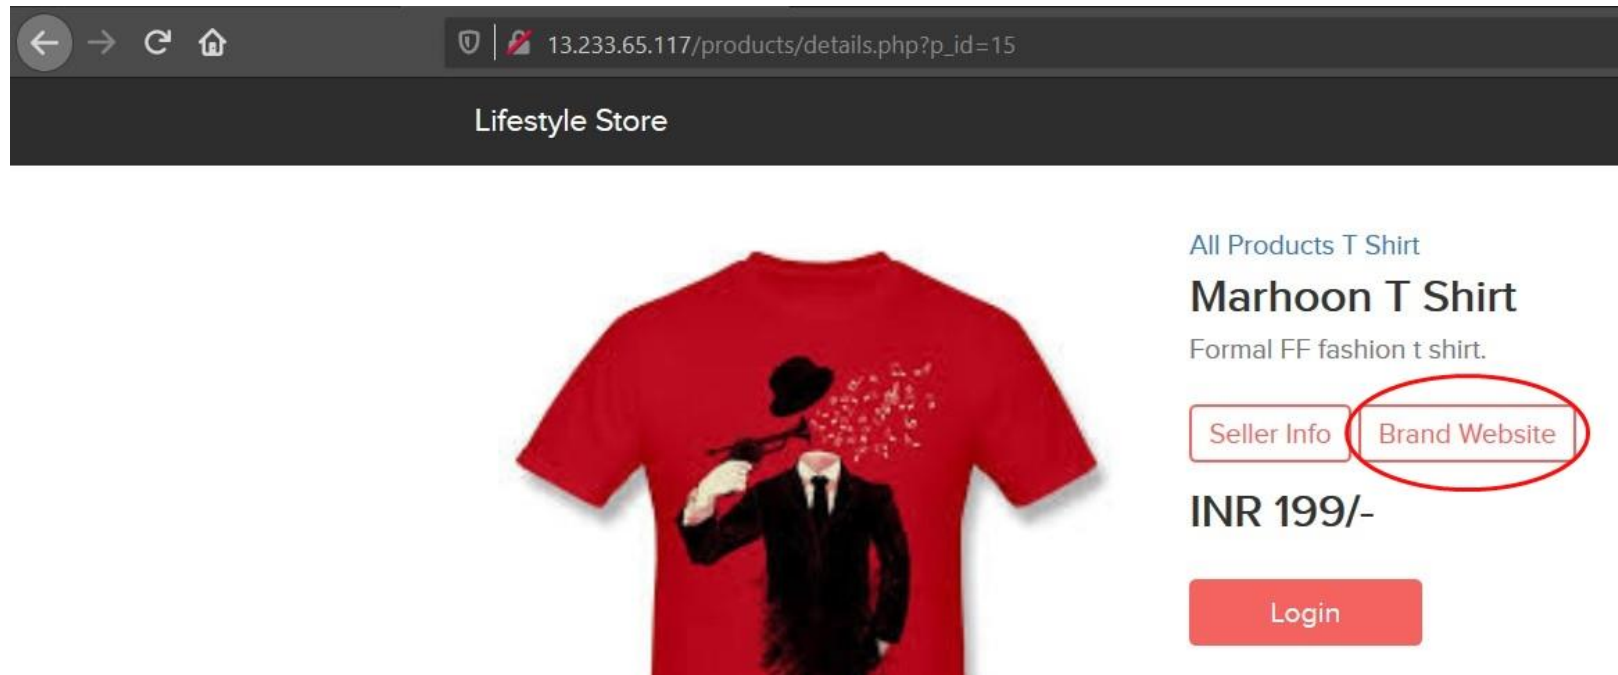 13.233.65.117/products/details.php?p_id=15
Lifestyle Store
All Products T Shirt
Marhoon T Shirt
Formal FF fashion t shirt.
Seller Info Brand Website
INR 199/-
Login